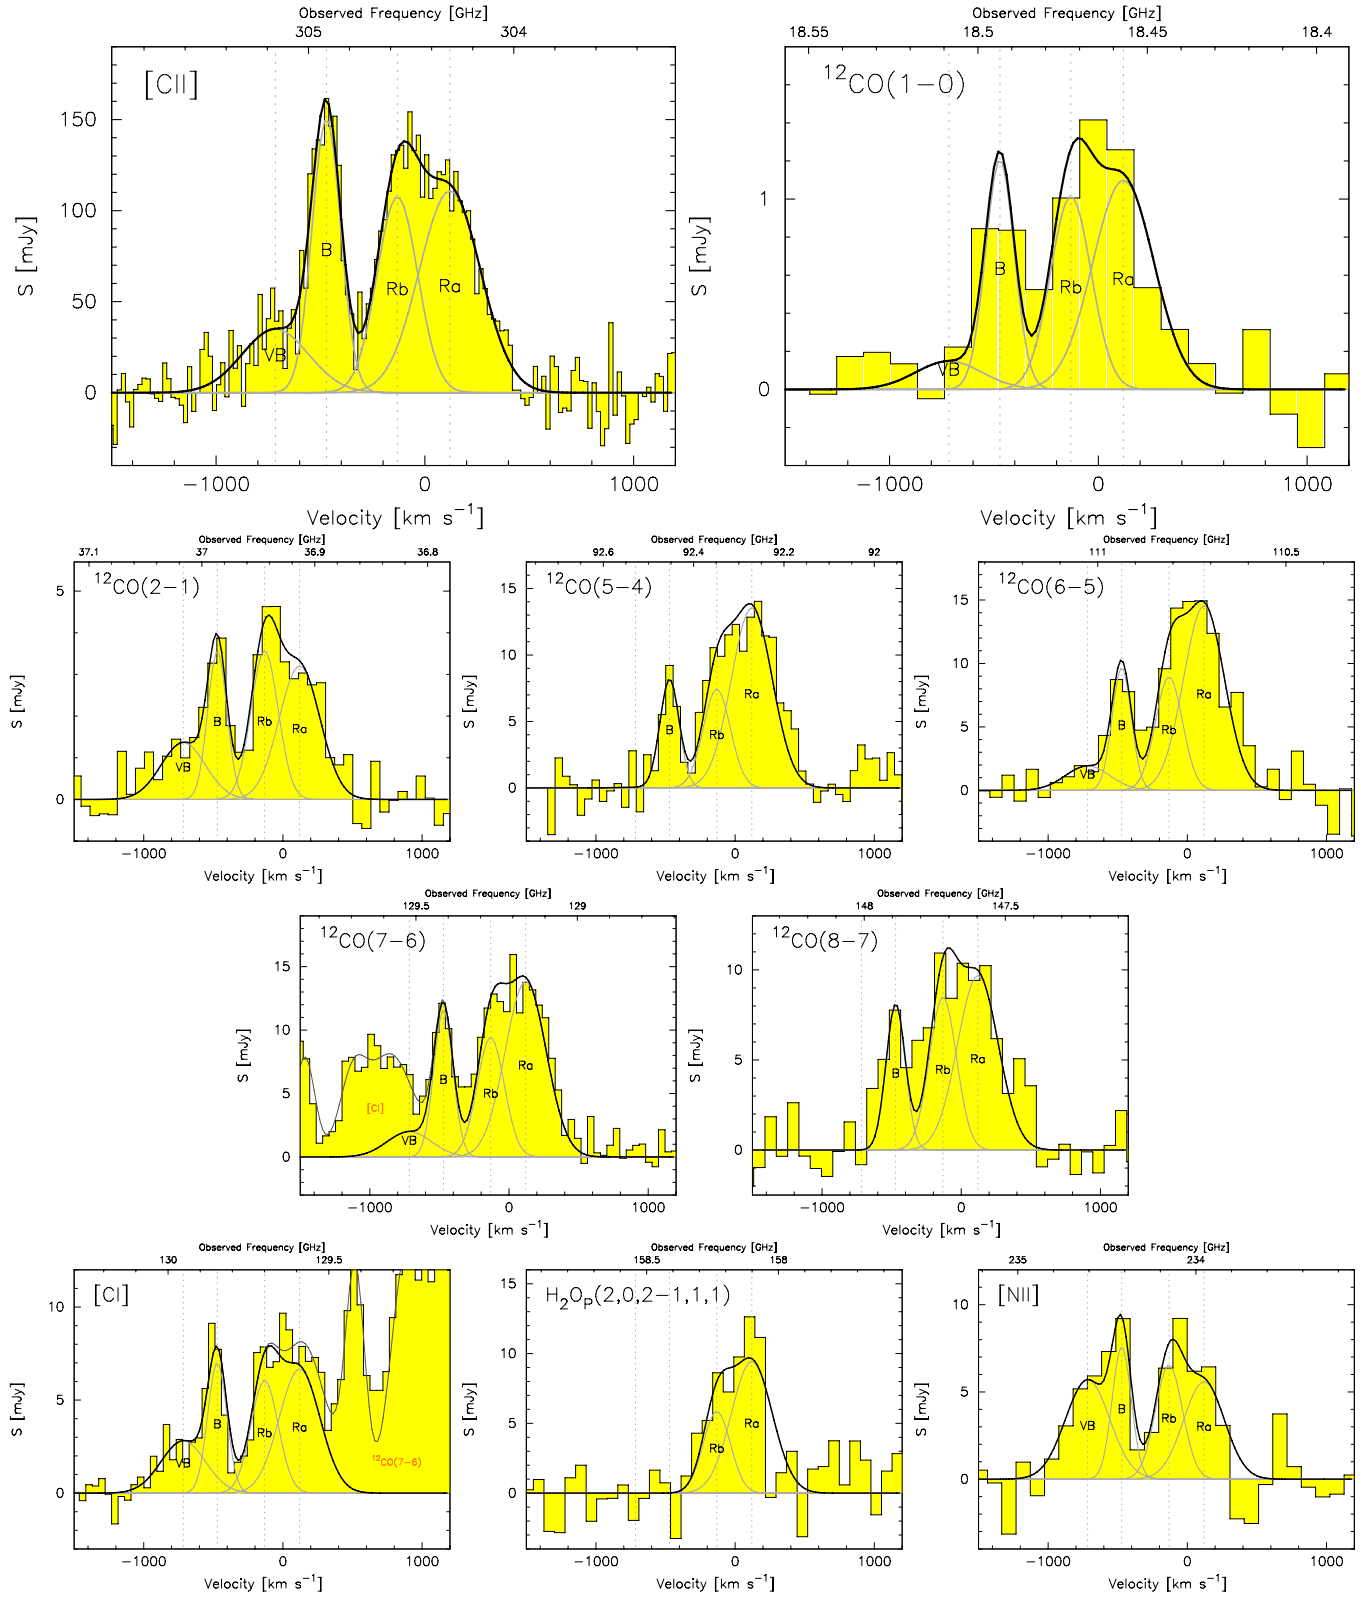 Observed Frequency [GHz]
305 304
[CII]
S [mJy]
150
100
50
0
VB B Rb Ra
−1000 0 1000
Velocity [km s−1]
Observed Frequency [GHz]
18.55 18.5 18.45 18.4
12CO(1−0)
S [mJy]
1
0
VB B Rb Ra
−1000 0 1000
Velocity [km s−1]
Observed Frequency [GHz]
37.1 37 36.9 36.8
12CO(2−1)
S [mJy]
5
0
VB B Rb Ra
−1000 0 1000
Velocity [km s−1]
Observed Frequency [GHz]
92.6 92.4 92.2 92
12CO(5−4)
S [mJy]
15
10
5
0
B Rb Ra
−1000 0 1000
Velocity [km s−1]
Observed Frequency [GHz]
111 110.5
12CO(6−5)
S [mJy]
15
10
5
0
VB B Rb Ra
−1000 0 1000
Velocity [km s−1]
Observed Frequency [GHz]
129.5 129
12CO(7−6)
S [mJy]
15
10
5
0
[CI]
VB B Rb Ra
−1000 0 1000
Velocity [km s−1]
Observed Frequency [GHz]
148 147.5
12CO(8−7)
S [mJy]
10
5
0
B Rb Ra
−1000 0 1000
Velocity [km s−1]
Observed Frequency [GHz]
130 129.5
[CI]
S [mJy]
10
5
0
VB B Rb Ra
12CO(7−6)
−1000 0 1000
Velocity [km s−1]
Observed Frequency [GHz]
158.5 158
H2OP(2,0,2−1,1,1)
S [mJy]
15
10
5
0
Rb Ra
−1000 0 1000
Velocity [km s−1]
Observed Frequency [GHz]
235 234
[NII]
S [mJy]
10
5
0
VB B Rb Ra
−1000 0 1000
Velocity [km s−1]